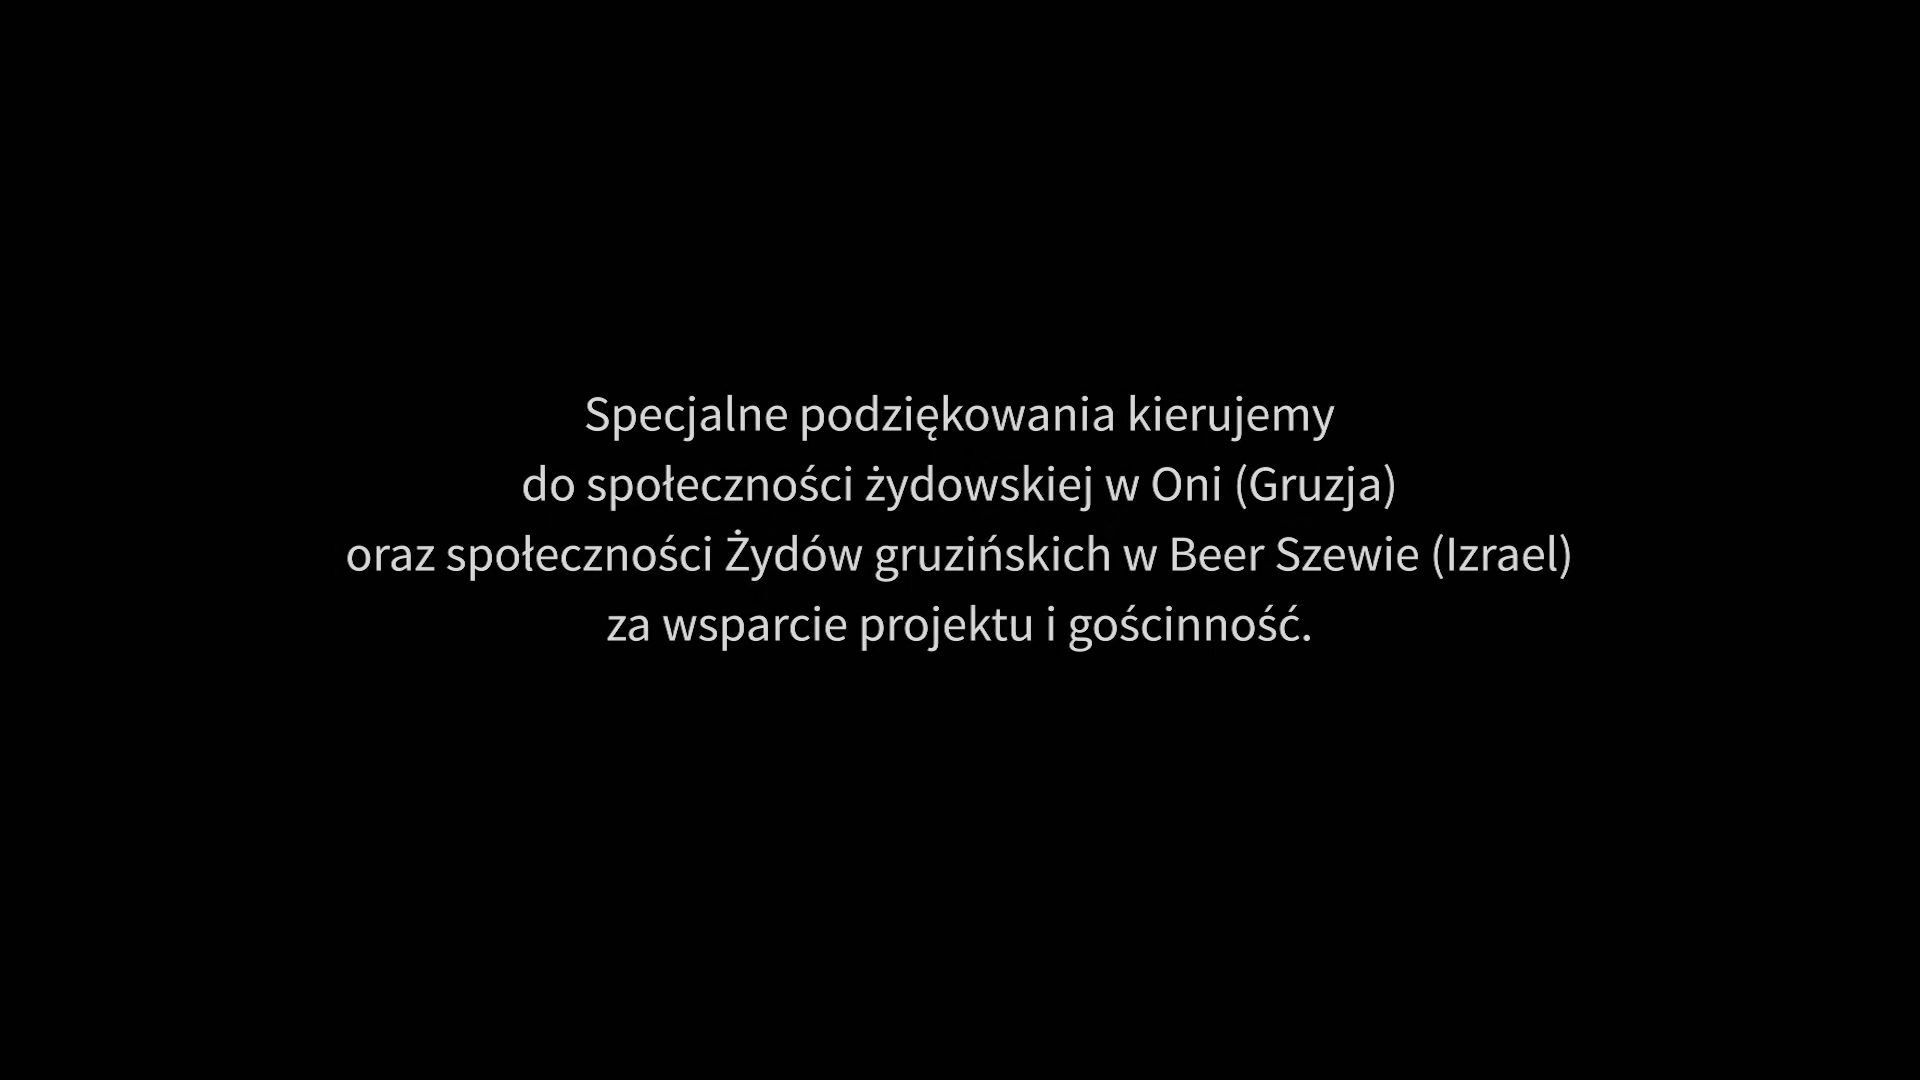 Specjalne podziękowania kierujemy
do społeczności żydowskiej w Oni (Gruzja)
oraz społeczności Żydów gruzińskich w Beer Szewie (Izrael)
za wsparcie projektu i gościnność.